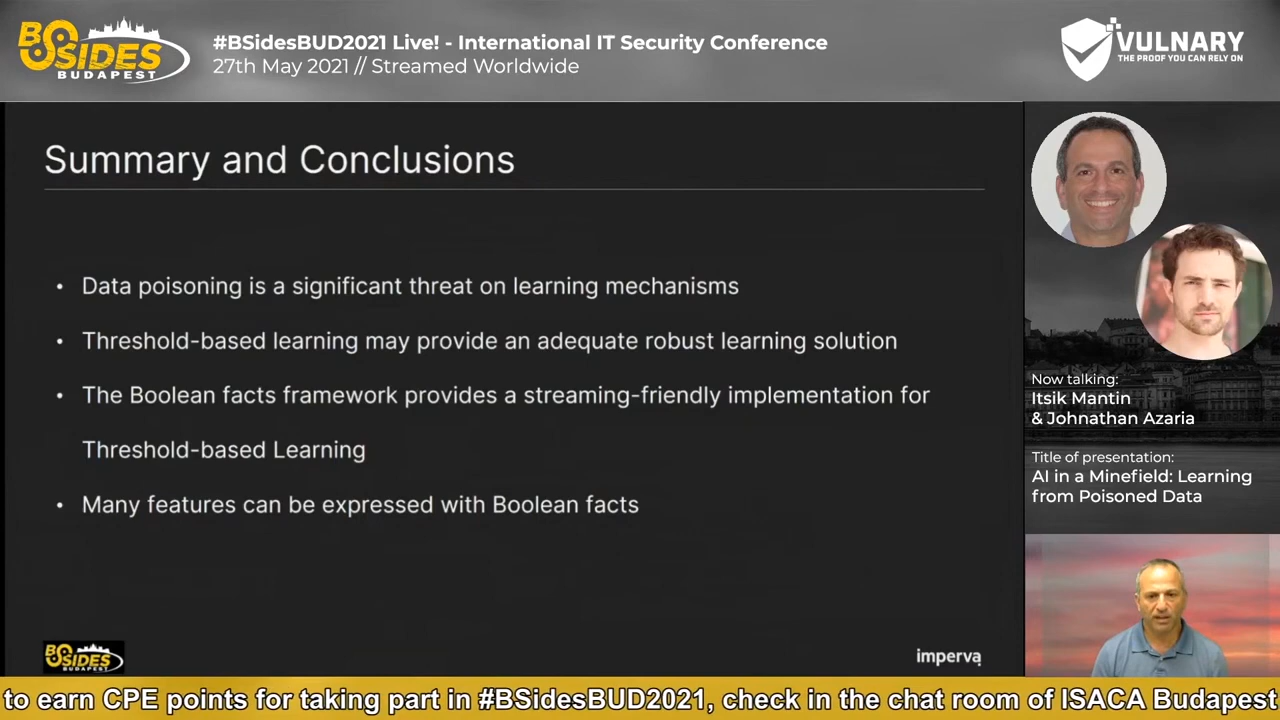 BSIDES
BUDAPEST
#BSidesBUD2021 Live! - International IT Security Conference
27th May 2021 // Streamed Worldwide
VULNARY
THE PROOF YOU CAN RELY ON
Summary and Conclusions
• Data poisoning is a significant threat on learning mechanisms
• Threshold-based learning may provide an adequate robust learning solution
• The Boolean facts framework provides a streaming-friendly implementation for
Threshold-based Learning
• Many features can be expressed with Boolean facts
BSIDES
BUDAPEST
imperva
Now talking:
Itsik Mantin
& Johnathan Azaria
Title of presentation:
AI in a Minefield: Learning
from Poisoned Data
to earn CPE points for taking part in #BSidesBUD2021, check in the chat room of ISACA Budapest